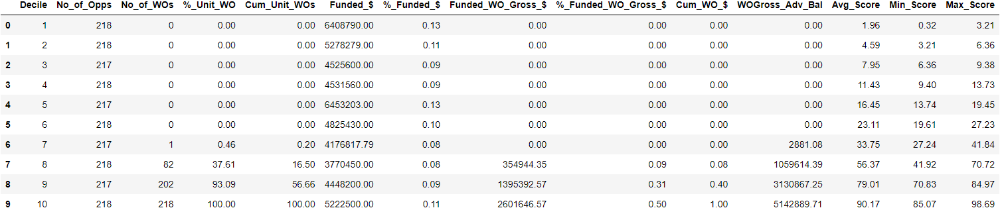 Decile No_of_Opps No_of_WOs %_Unit_WO Cum_Unit_WOs Funded_$ %_Funded_$ Funded_WO_Gross_$ %_Funded_WO_Gross_$ Cum_WO_$ WOGross_Adv_Bal Avg_Score Min_Score Max_Score
0 1 218 0 0.00 0.00 6408790.00 0.13 0.00 0.00 0.00 0.00 1.96 0.32 3.21
1 2 218 0 0.00 0.00 5278279.00 0.11 0.00 0.00 0.00 0.00 4.59 3.21 6.36
2 3 217 0 0.00 0.00 4525600.00 0.09 0.00 0.00 0.00 0.00 7.95 6.36 9.38
3 4 218 0 0.00 0.00 4531560.00 0.09 0.00 0.00 0.00 0.00 11.43 9.40 13.73
4 5 217 0 0.00 0.00 6453203.00 0.13 0.00 0.00 0.00 0.00 16.45 13.74 19.45
5 6 218 0 0.00 0.00 4825430.00 0.10 0.00 0.00 0.00 0.00 23.11 19.61 27.23
6 7 217 1 0.46 0.20 4176817.79 0.08 0.00 0.00 0.00 2881.08 33.75 27.24 41.84
7 8 218 82 37.61 16.50 3770450.00 0.08 354944.35 0.09 0.08 1059614.39 56.37 41.92 70.72
8 9 217 202 93.09 56.66 4448200.00 0.09 1395392.57 0.31 0.40 3130867.25 79.01 70.83 84.97
9 10 218 218 100.00 100.00 5222500.00 0.11 2601646.57 0.50 1.00 5142889.71 90.17 85.07 98.69